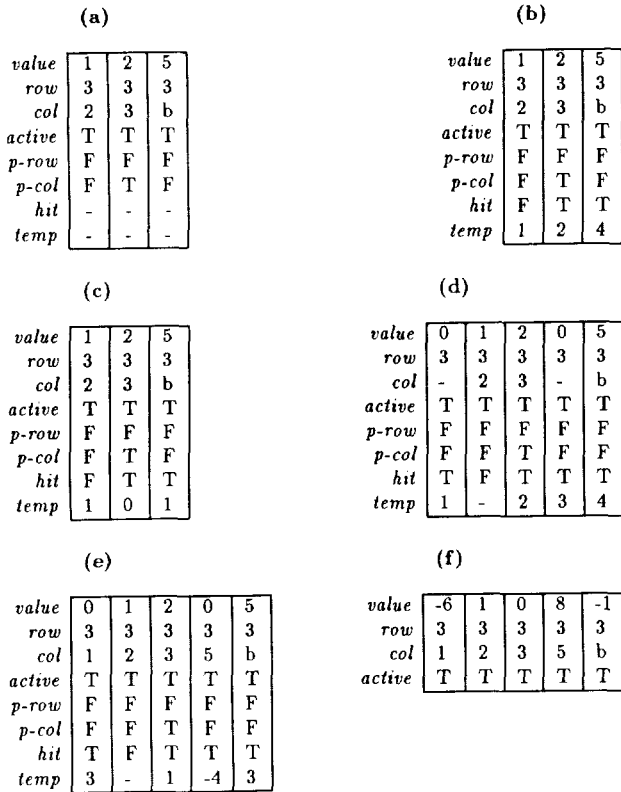 (a)
value 1 2 5
row 3 3 3
col 2 3 b
active T T T
p-row F F F
p-col F T F
hit - - -
temp - - -
(b)
value 1 2 5
row 3 3 3
col 2 3 b
active T T T
p-row F F F
p-col F T F
hit F T T
temp 1 2 4
(c)
value 1 2 5
row 3 3 3
col 2 3 b
active T T T
p-row F F F
p-col F T F
hit F T T
temp 1 0 1
(d)
value 0 1 2 0 5
row 3 3 3 3 3
col - 2 3 - b
active T T T T T
p-row F F F F F
p-col F F T F F
hit T F T T T
temp 1 - 2 3 4
(e)
value 0 1 2 0 5
row 3 3 3 3 3
col 1 2 3 5 b
active T T T T T
p-row F F F F F
p-col F F T F F
hit T F T T T
temp 3 - 1 -4 3
(f)
value -6 1 0 8 -1
row 3 3 3 3 3
col 1 2 3 5 b
active T T T T T